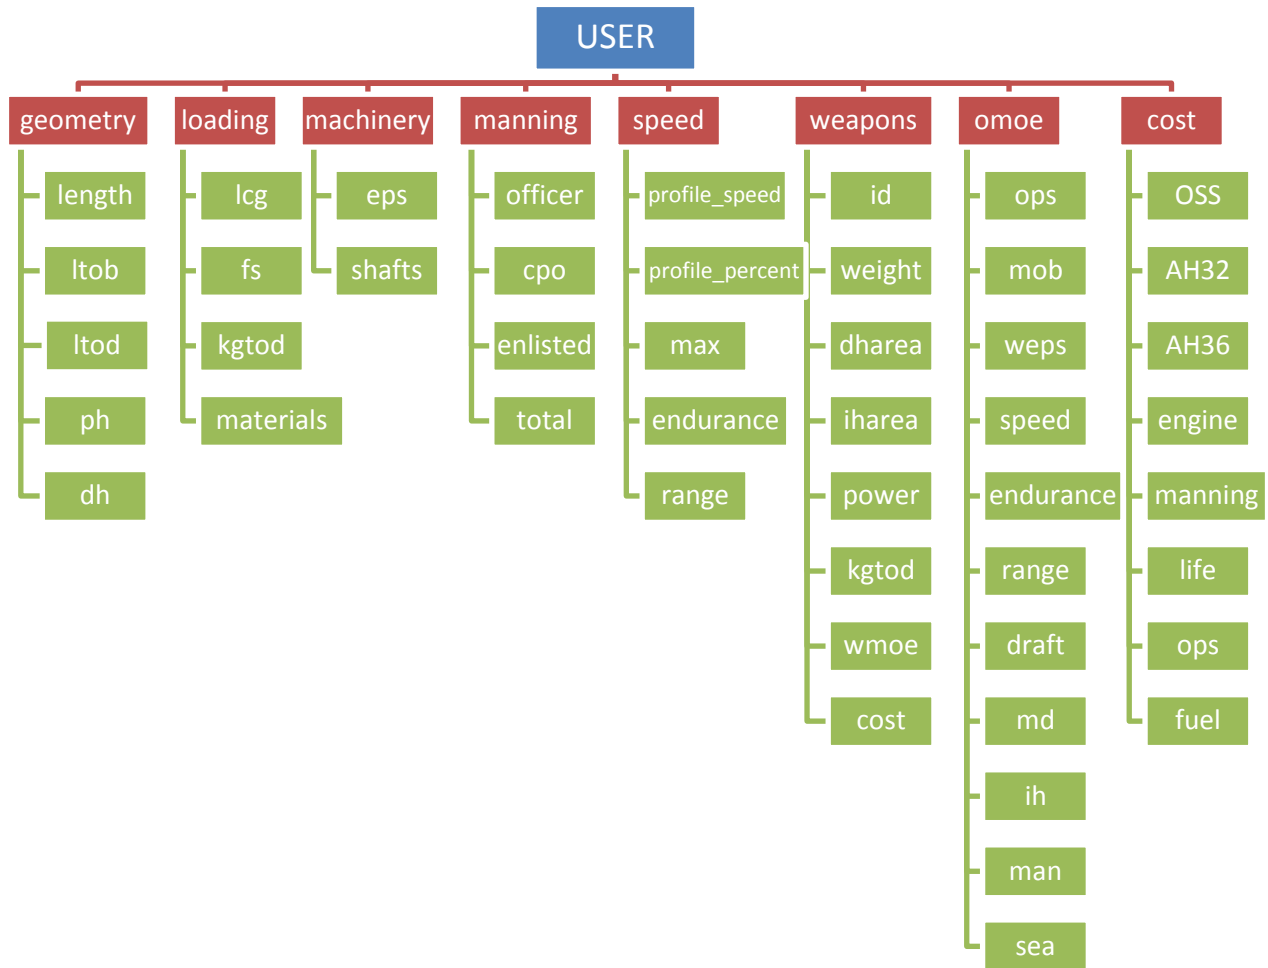 USER
geometry
length
ltob
ltod
ph
dh
loading
lcg
fs
kgtod
materials
machinery
eps
shafts
manning
officer
cpo
enlisted
total
speed
profile_speed
profile_percent
max
endurance
range
weapons
id
weight
dharea
iharea
power
kgtod
wmoe
cost
omoe
ops
mob
weps
speed
endurance
range
draft
md
ih
man
sea
cost
OSS
AH32
AH36
engine
manning
life
ops
fuel